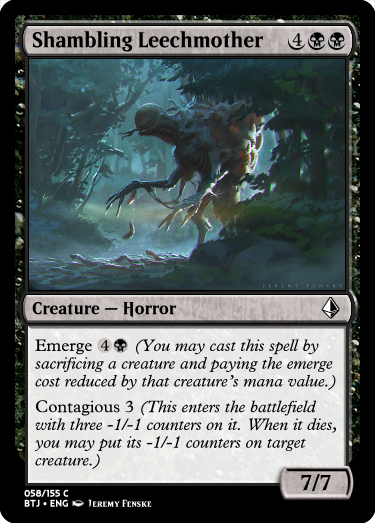 Shambling Leechmother 4
JEREMY FENSKE
Creature — Horror
Emerge 4 (You may cast this spell by
sacrificing a creature and paying the emerge
cost reduced by that creature's mana value.)
Contagious 3 (This enters the battlefield
with three -1/-1 counters on it. When it dies,
you may put its -1/-1 counters on target
creature.)
7/7
058/155 C
BTJ • ENG Jeremy Fenske